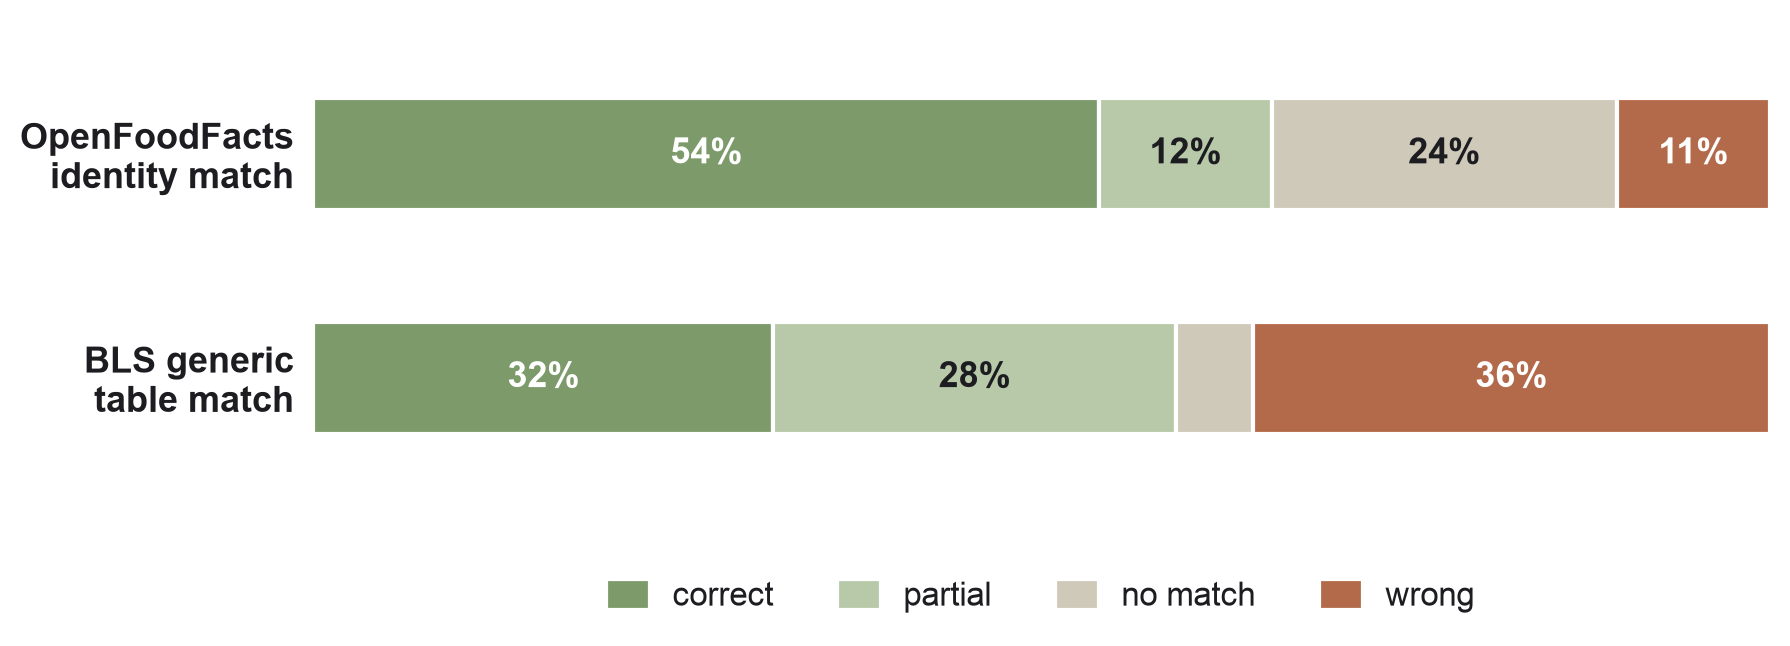 OpenFoodFacts
identity match
54%
12%
24%
11%
BLS generic
table match
32%
28%
36%
correct
partial
no match
wrong